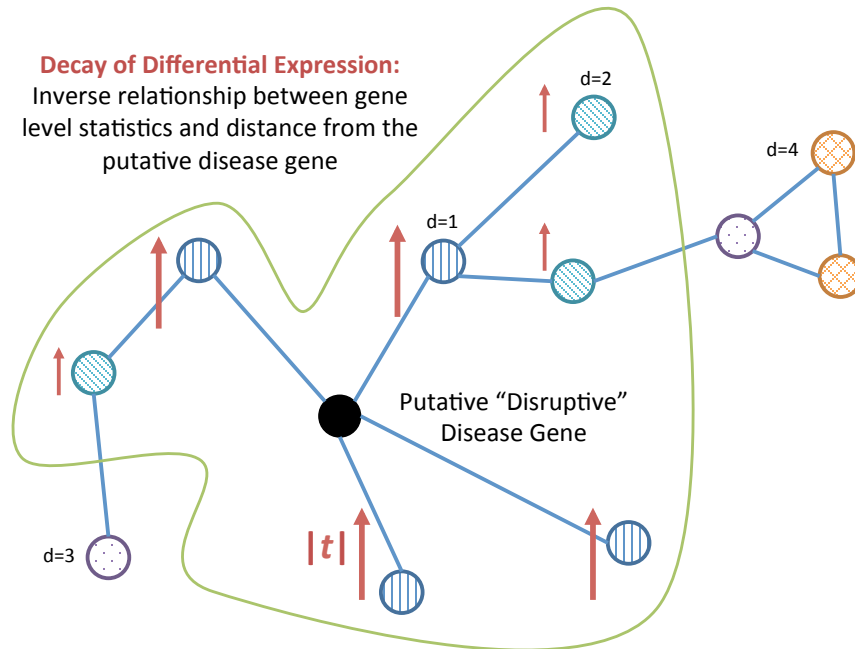 Decay of Differential Expression:
Inverse relationship between gene
level statistics and distance from the
putative disease gene
d=2
d=4
d=1
Putative “Disruptive”
Disease Gene
|t|
d=3